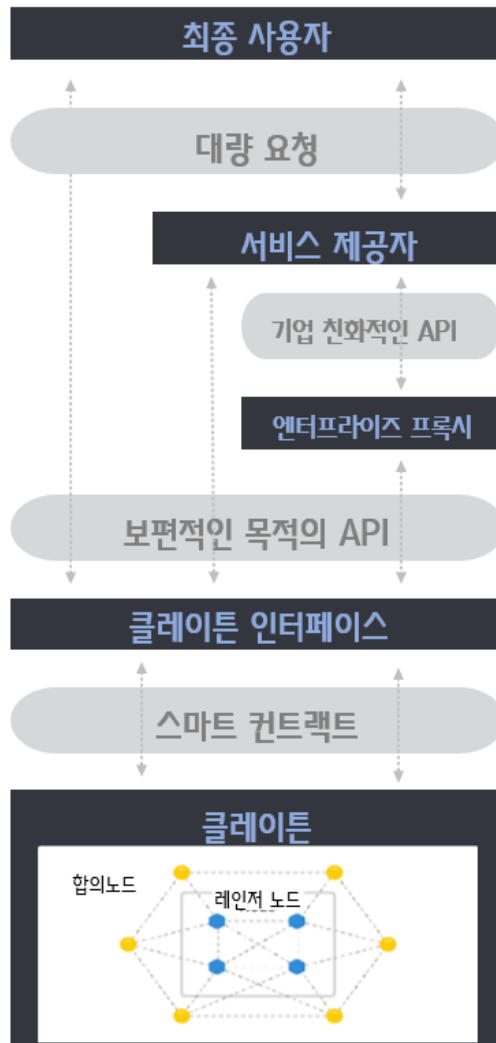 최종 사용자
대량 요청
서비스 제공자
기업 친화적인 API
엔터프라이즈 프록시
보편적인 목적의 API
클레이튼 인터페이스
스마트 컨트랙트
클레이튼
합의노드
레인저 노드